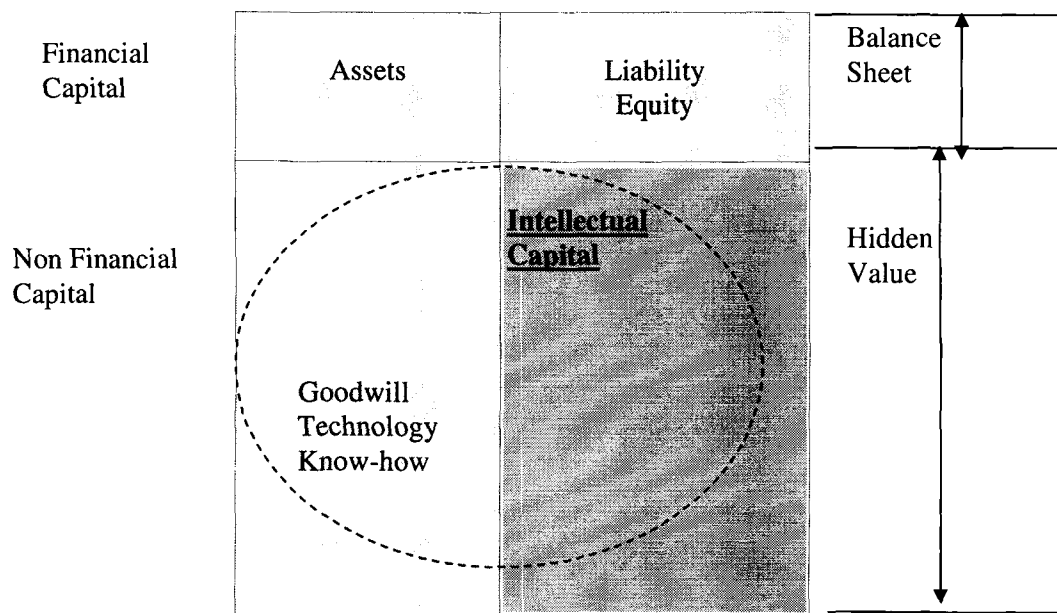 Financial
Capital
Assets
Liability
Equity
Balance
Sheet
Non Financial
Capital
Intellectual
Capital
Goodwill
Technology
Know-how
Hidden
Value